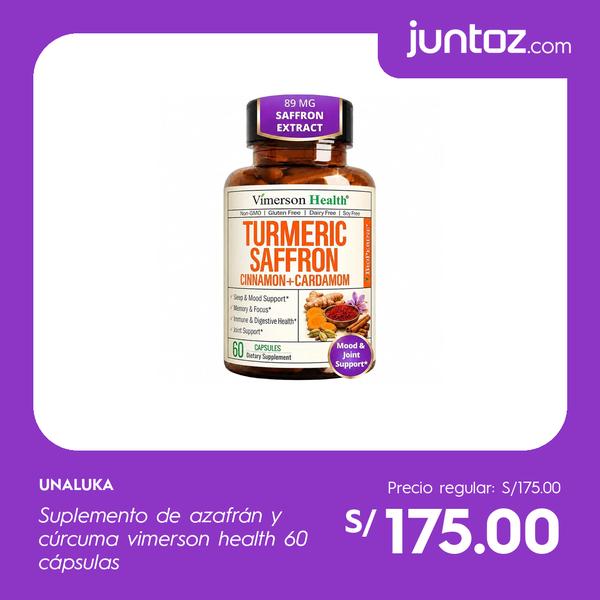 juntoz.com
89 MG
SAFFRON
EXTRACT
Vimerson Health®
Non-GMO | Gluten Free | Dairy Free | Soy Free
TURMERIC
SAFFRON
CINNAMON+CARDAMOM
BIOPERINE®
Sleep & Mood Support*
Memory & Focus*
Immune & Digestive Health*
Joint Support*
60 CAPSULES
Dietary Supplement
Mood &
Joint
Support*
UNALUKA
Suplemento de azafrán y
cúrcuma vimerson health 60
cápsulas
Precio regular: S/175.00
S/ 175.00